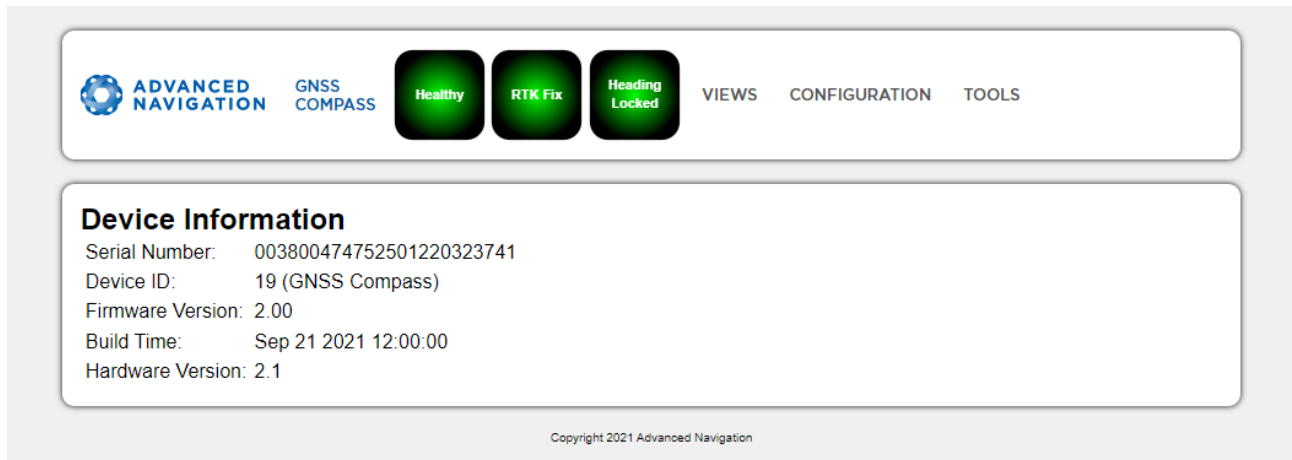 ADVANCED NAVIGATION
GNSS COMPASS
Healthy
RTK Fix
Heading Locked
VIEWS
CONFIGURATION
TOOLS
Device Information
Serial Number: 003800474752501220323741
Device ID: 19 (GNSS Compass)
Firmware Version: 2.00
Build Time: Sep 21 2021 12:00:00
Hardware Version: 2.1
Copyright 2021 Advanced Navigation